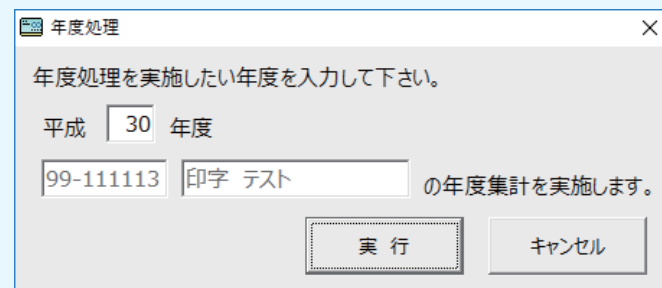 年度処理
年度処理を実施したい年度を入力して下さい。
平成 30 年度
99-111113 印字 テスト の年度集計を実施します。
実 行 キャンセル